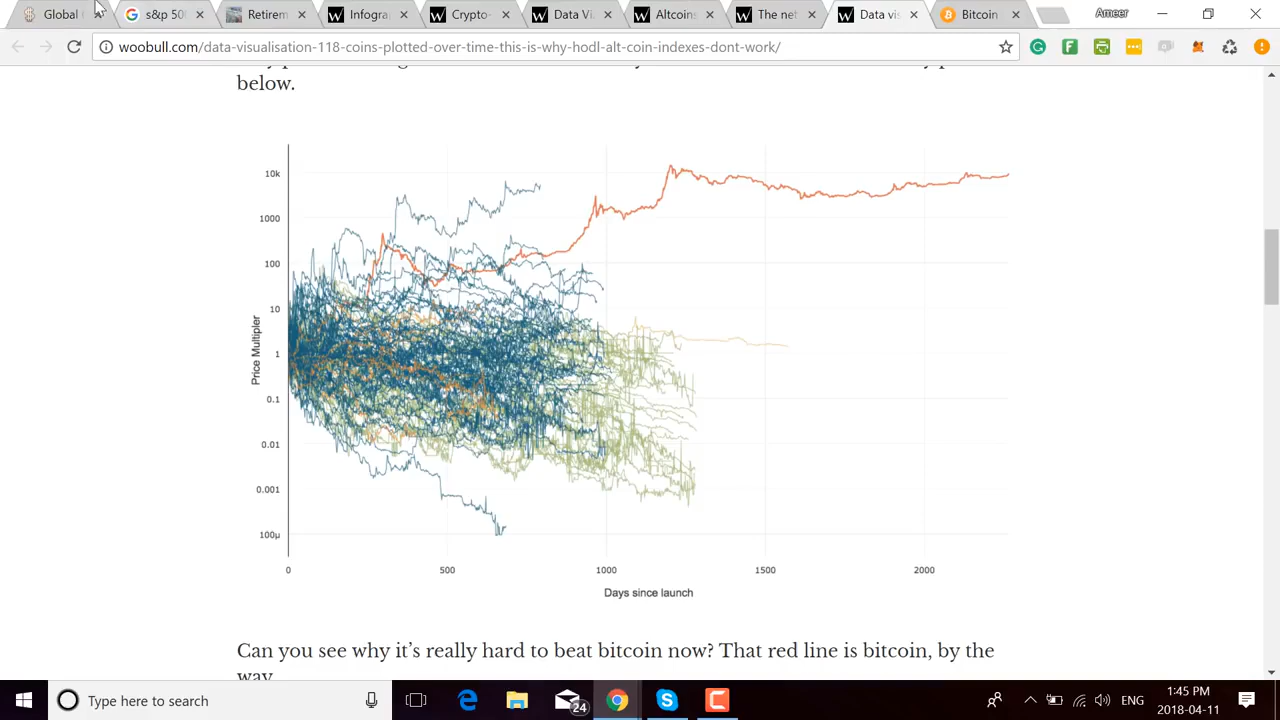 Global
s&p 50
Retirem
Infogra
Crypto-
Data Vi
Altcoins
The net
Data vis
Bitcoin
Ameer
woobull.com/data-visualisation-118-coin-plotted-over-time-this-is-why-hodl-alt-coin-indexes-dont-work/
below.
10k
1000
100
10
1
0.1
0.01
0.001
100µ
Price Multipler
0 500 1000 1500 2000
Days since launch
Can you see why it's really hard to beat bitcoin now? That red line is bitcoin, by the
way
Type here to search
24
ENG
1:45 PM
2018-04-11